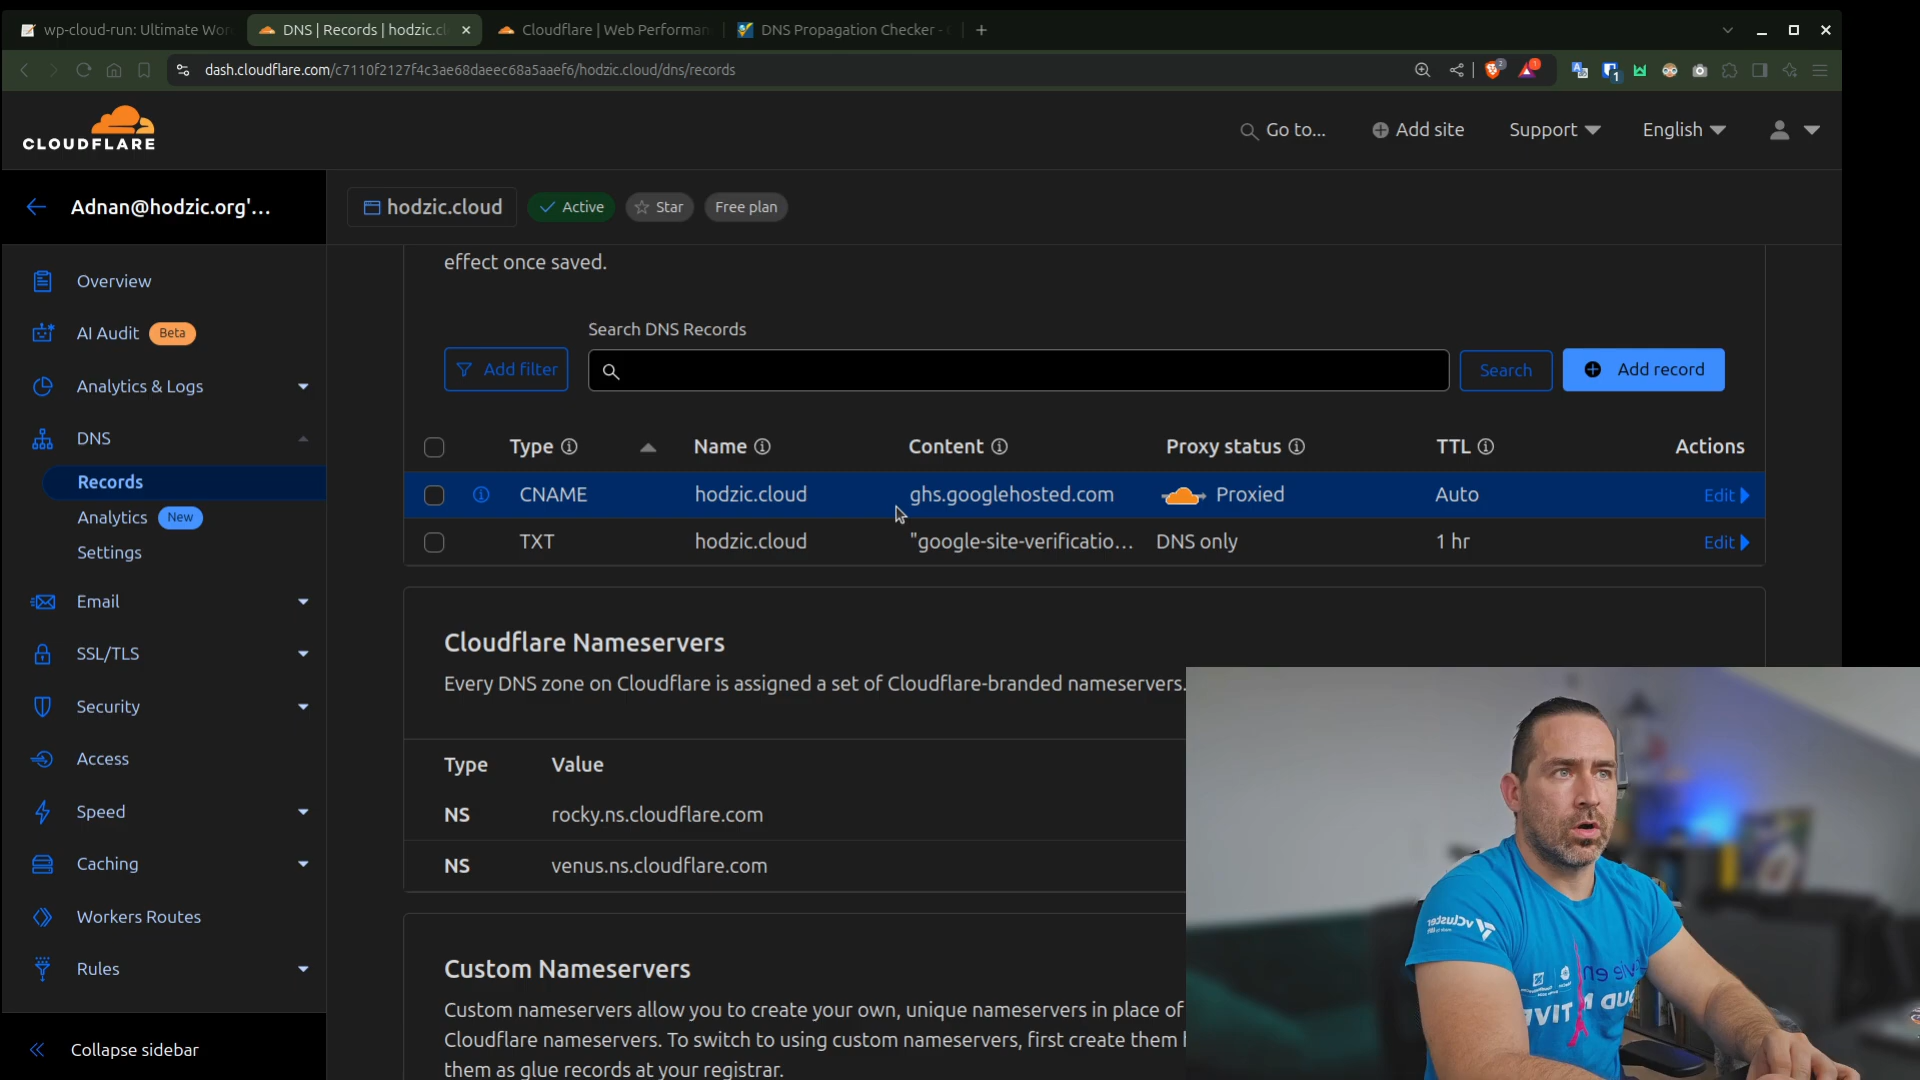 wp-cloud-run: Ultimate Wor
DNS | Records | hodzic.cl
Cloudflare | Web Performan
DNS Propagation Checker -
dash.cloudflare.com/c7110f2127f4c3ae68daeec68a5aaef6/hodzic.cloud/dns/records
2
1
1
CLOUDFLARE
Go to...
Add site
Support
English
Adnan@hodzic.org'...
hodzic.cloud
Active
Star
Free plan
Overview
AI Audit Beta
Analytics & Logs
DNS
Records
Analytics New
Settings
Email
SSL/TLS
Security
Access
Speed
Caching
Workers Routes
Rules
Collapse sidebar
effect once saved.
Search DNS Records
Add filter
Search
Add record
Type Name Content Proxy status TTL Actions
CNAME hodzic.cloud ghs.googlehosted.com Proxied Auto Edit
TXT hodzic.cloud "google-site-verificatio... DNS only 1 hr Edit
Cloudflare Nameservers
Every DNS zone on Cloudflare is assigned a set of Cloudflare-branded nameservers.
Type Value
NS rocky.ns.cloudflare.com
NS venus.ns.cloudflare.com
Custom Nameservers
Custom nameservers allow you to create your own, unique nameservers in place of
Cloudflare nameservers. To switch to using custom nameservers, first create them
them as glue records at your registrar.
vCluster